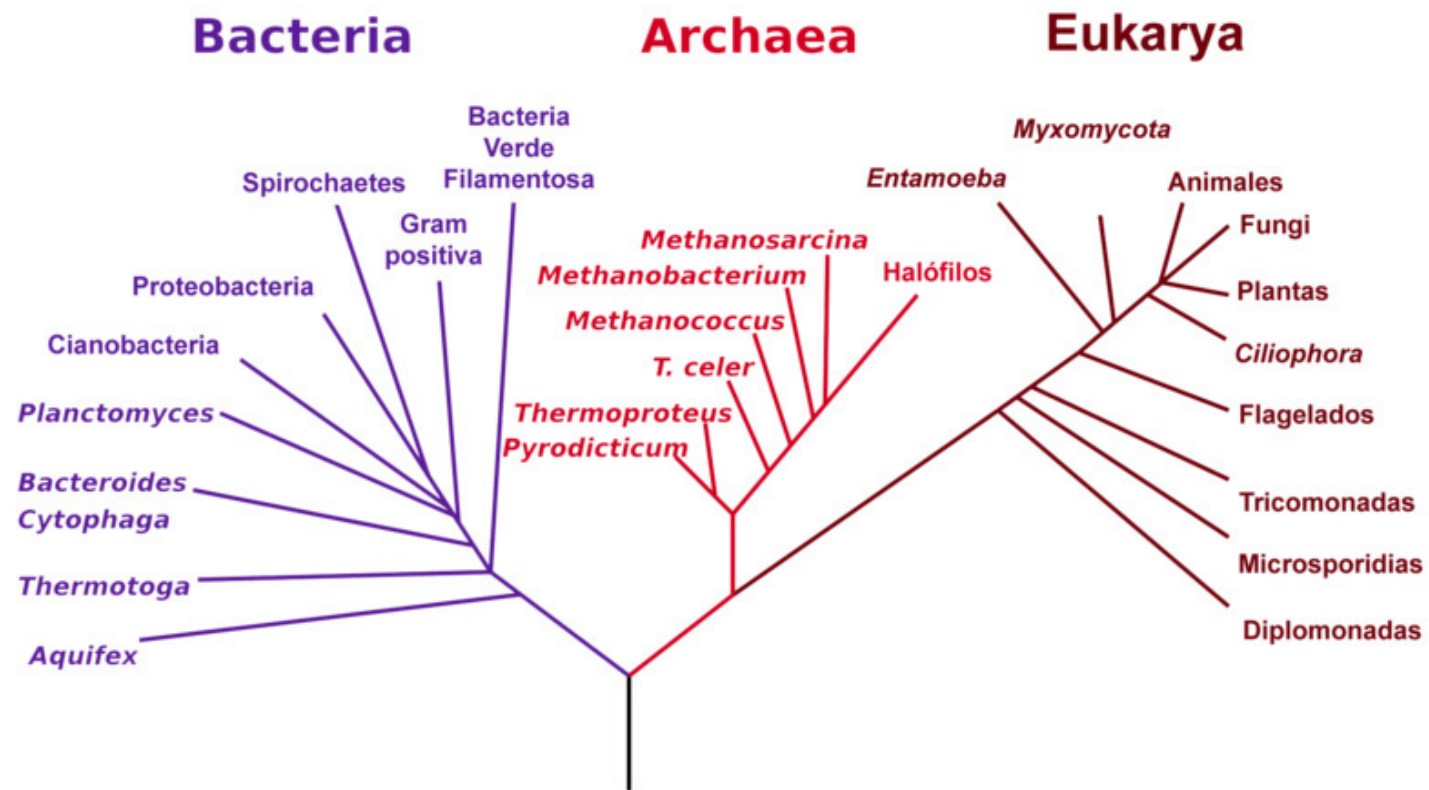 Bacteria
Archaea
Eukarya
Bacteria
Verde
Filamentosa
Spirochaetes
Gram
positiva
Proteobacteria
Cianobacteria
Planctomyces
Bacteroides
Cytophaga
Thermotoga
Aquifex
Methanosarcina
Methanobacterium
Halófilos
Methanococcus
T. celer
Thermoproteus
Pyrodicticum
Myxomycota
Entamoeba
Animales
Fungi
Plantas
Ciliophora
Flagelados
Tricomonadas
Microsporidias
Diplomonadas